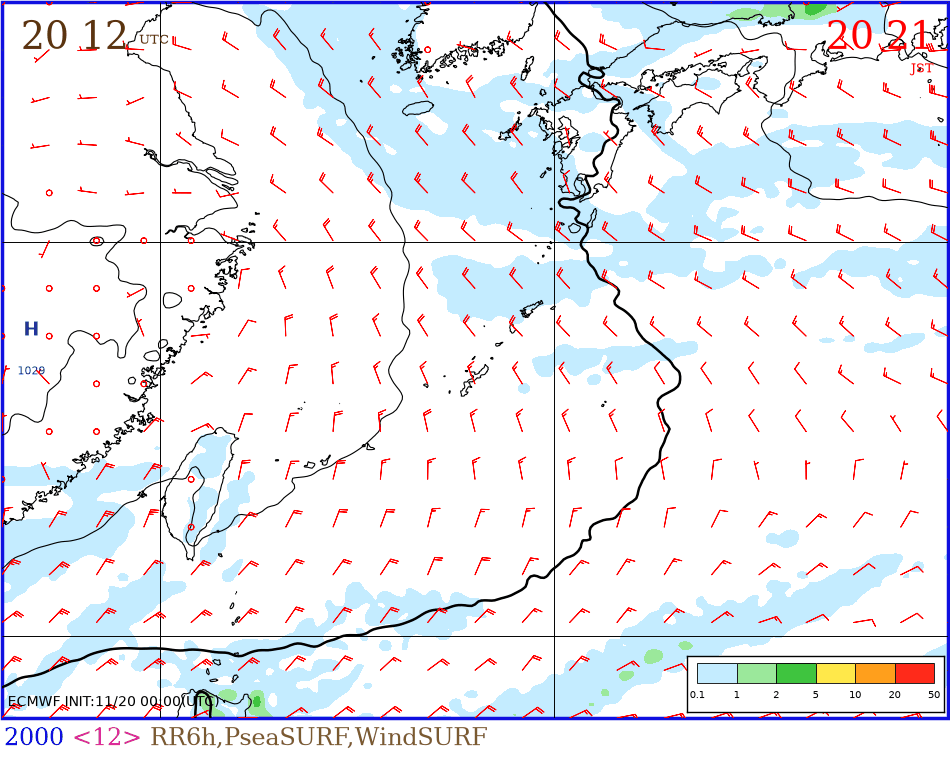 20 12 UTC
20 21
JST
H
1029
0.1 1 2 5 10 20 50
ECMWF INIT:11/20 00:00(UTC)
2000 <12> RR6h,PseaSURF,WindSURF